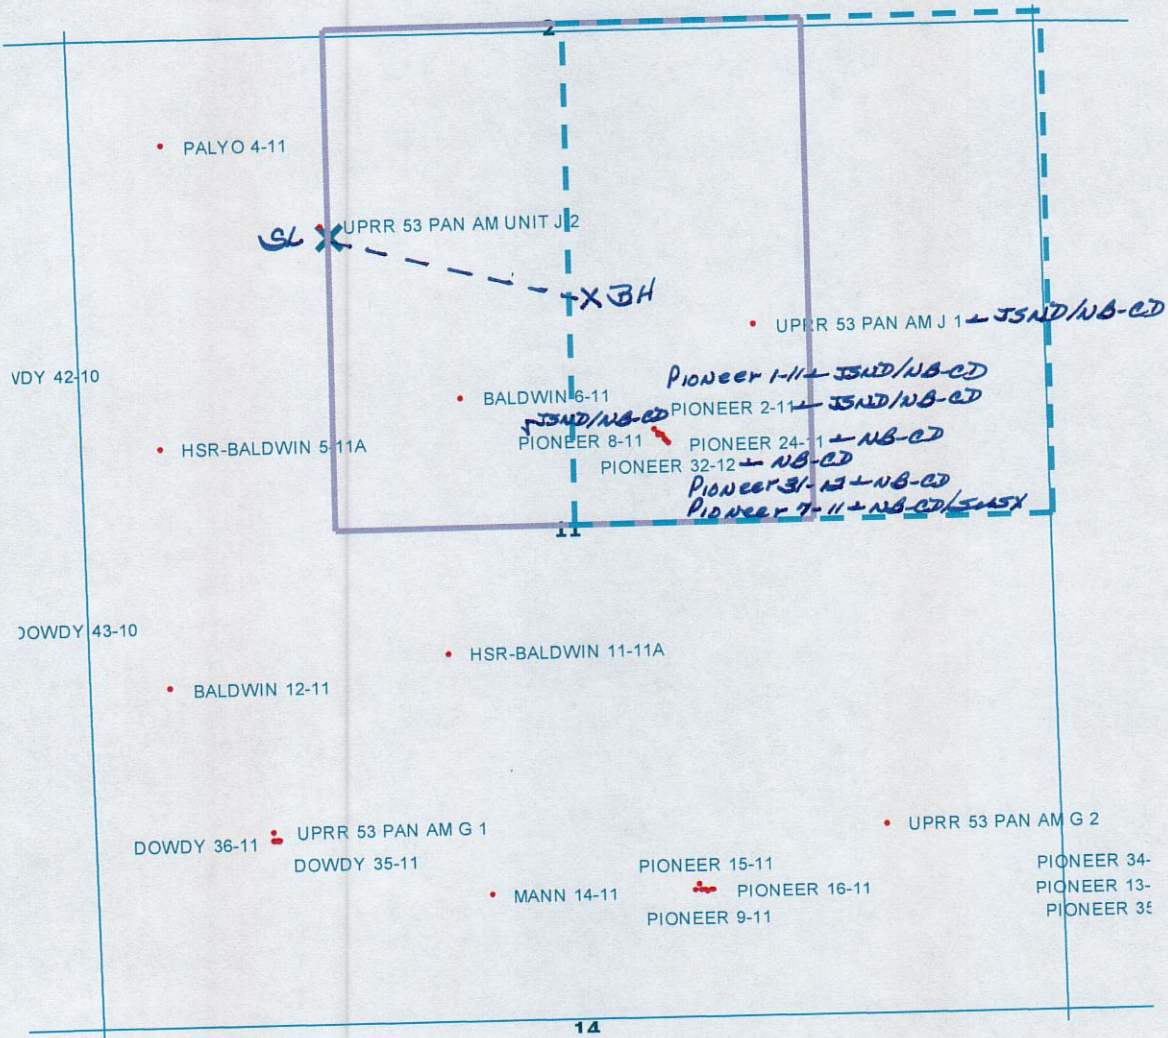 2
PALYO 4-11
UPRR 53 PAN AM UNIT J 2
SL
X BH
UPRR 53 PAN AM J 1 - JSND/NB-CD
VDY 42-10
Pioneer 1-11 - JSND/NB-CD
BALDWIN 6-11
JSND/NB-CD
PIONEER 2-11 - JSND/NB-CD
HSR-BALDWIN 5-11A
PIONEER 8-11
PIONEER 24-11 - NB-CD
PIONEER 32-12 - NB-CD
Pioneer 31-12 - NB-CD
Pioneer 7-11 - NB-CD/
11
DOWDY 43-10
HSR-BALDWIN 11-11A
BALDWIN 12-11
UPRR 53 PAN AM G 1
UPRR 53 PAN AM G 2
DOWDY 36-11
DOWDY 35-11
PIONEER 15-11
PIONEER 34-
MANN 14-11
PIONEER 16-11
PIONEER 13-
PIONEER 9-11
PIONEER 35
14